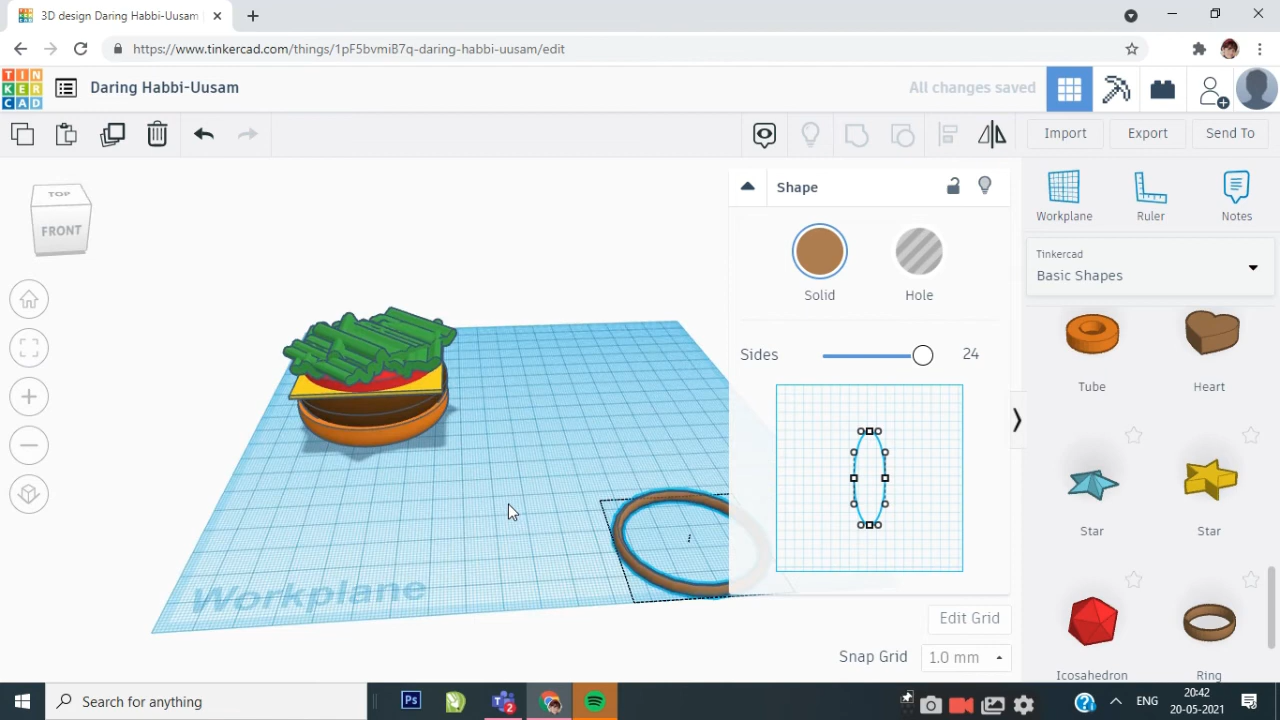 3D design Daring Habbi-Uusam
https://www.tinkercad.com/things/1pF5bvmiB7q-daring-habbi-uusam/edit
TIN
KER
CAD
Daring Habbi-Uusam
All changes saved
Import
Export
Send To
TOP
FRONT
Shape
Solid
Hole
Sides
24
Workplane
Ruler
Notes
Tinkercad
Basic Shapes
Tube
Heart
Star
Star
Icosahedron
Ring
Workplane
Edit Grid
Snap Grid
1.0 mm
Search for anything
Ps
2
ENG
20:42
20-05-2021